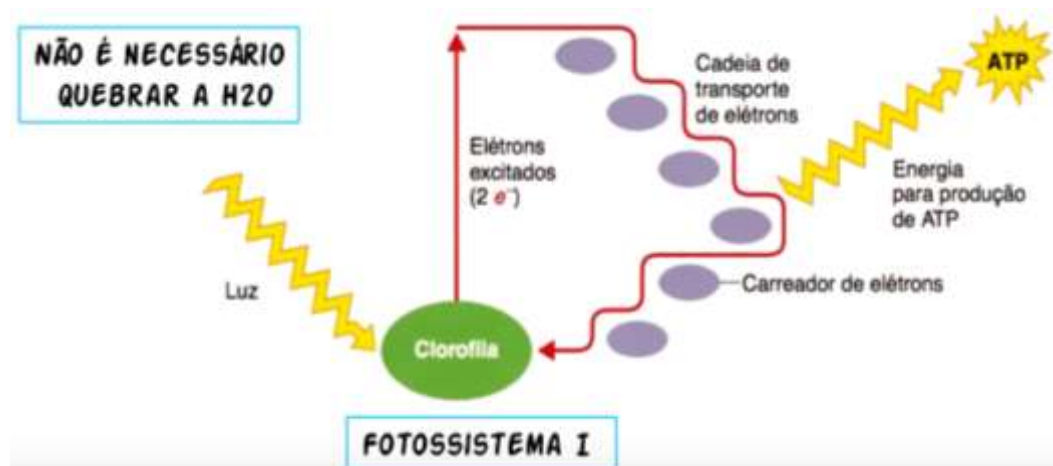 NÃO É NECESSÁRIO
QUEBRAR A H2O
Luz
Elétrons
excitados
(2 e⁻)
Cadeia de
transporte
de elétrons
ATP
Energia
para produção
de ATP
Carreador de elétrons
Clorofila
FOTOSSISTEMA I